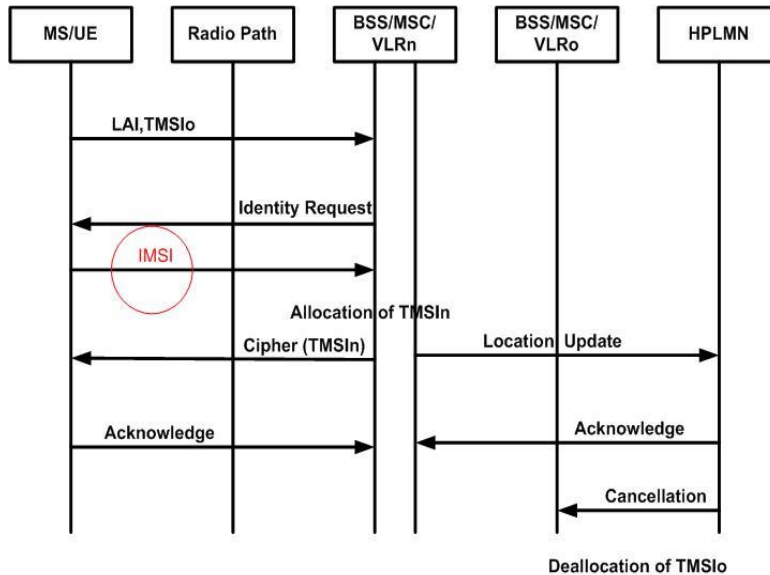 MS/UE
Radio Path
BSS/MSC/
VLRn
BSS/MSC/
VLRo
HPLMN
LAI,TMSIo
Identity Request
IMSI
Allocation of TMSIn
Cipher (TMSIn)
Location Update
Acknowledge
Acknowledge
Cancellation
Deallocation of TMSIo